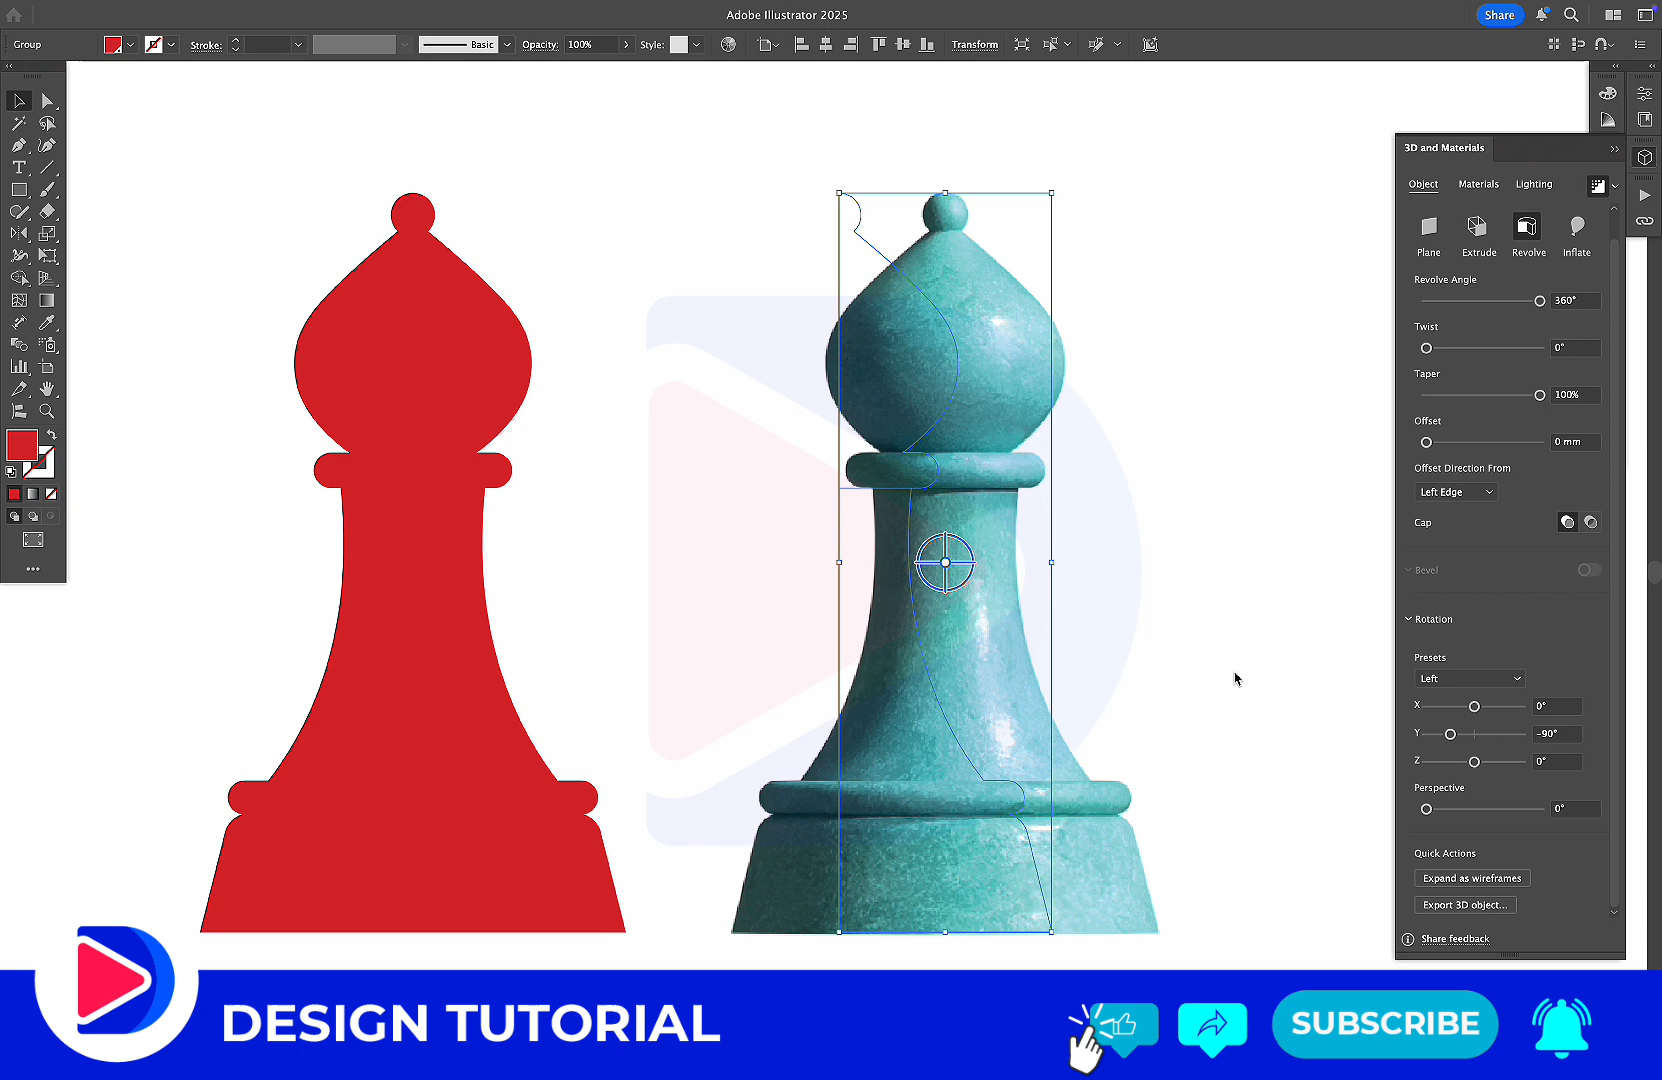 Adobe Illustrator 2025
Share
Group
Stroke:
Basic
Opacity:
100%
Style:
Transform
3D and Materials
Object
Materials
Lighting
Plane
Extrude
Revolve
Inflate
Revolve Angle
360°
Twist
0°
Taper
100%
Offset
0 mm
Offset Direction From
Left Edge
Cap
Bevel
Rotation
Presets
Left
X
0°
Y
-90°
Z
0°
Perspective
0°
Quick Actions
Expand as wireframes
Export 3D object...
Share feedback
DESIGN TUTORIAL
SUBSCRIBE